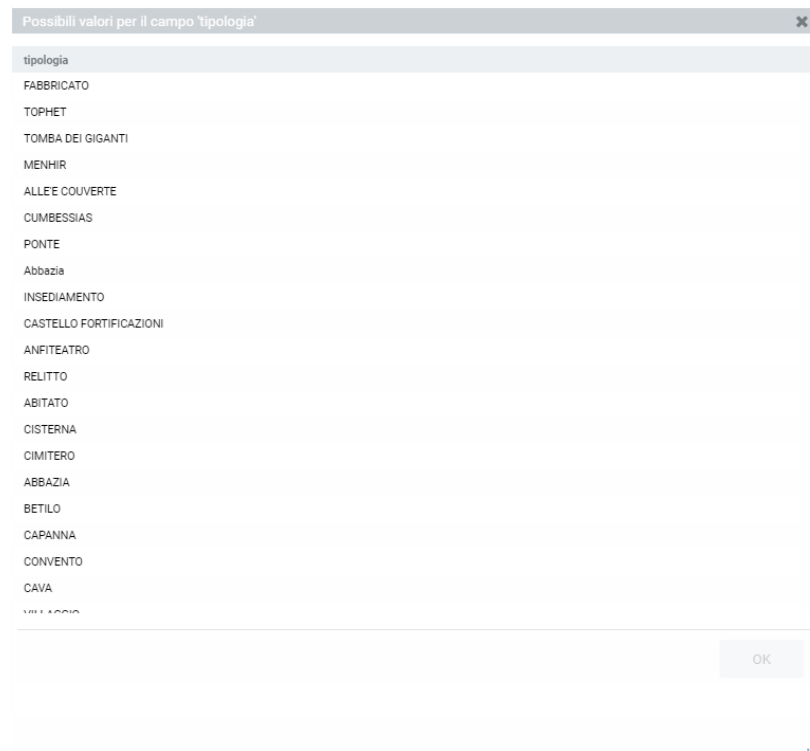 Possibili valori per il campo 'tipologia'
tipologia
FABBRICATO
TOPHET
TOMBA DEI GIGANTI
MENHIR
ALLE'E COUVERTE
CUMBESSIAS
PONTE
Abbazia
INSEDIAMENTO
CASTELLO FORTIFICAZIONI
ANFITEATRO
RELITTO
ABITATO
CISTERNA
CIMITERO
ABBAZIA
BETILO
CAPANNA
CONVENTO
CAVA
VILLAGGIO
OK